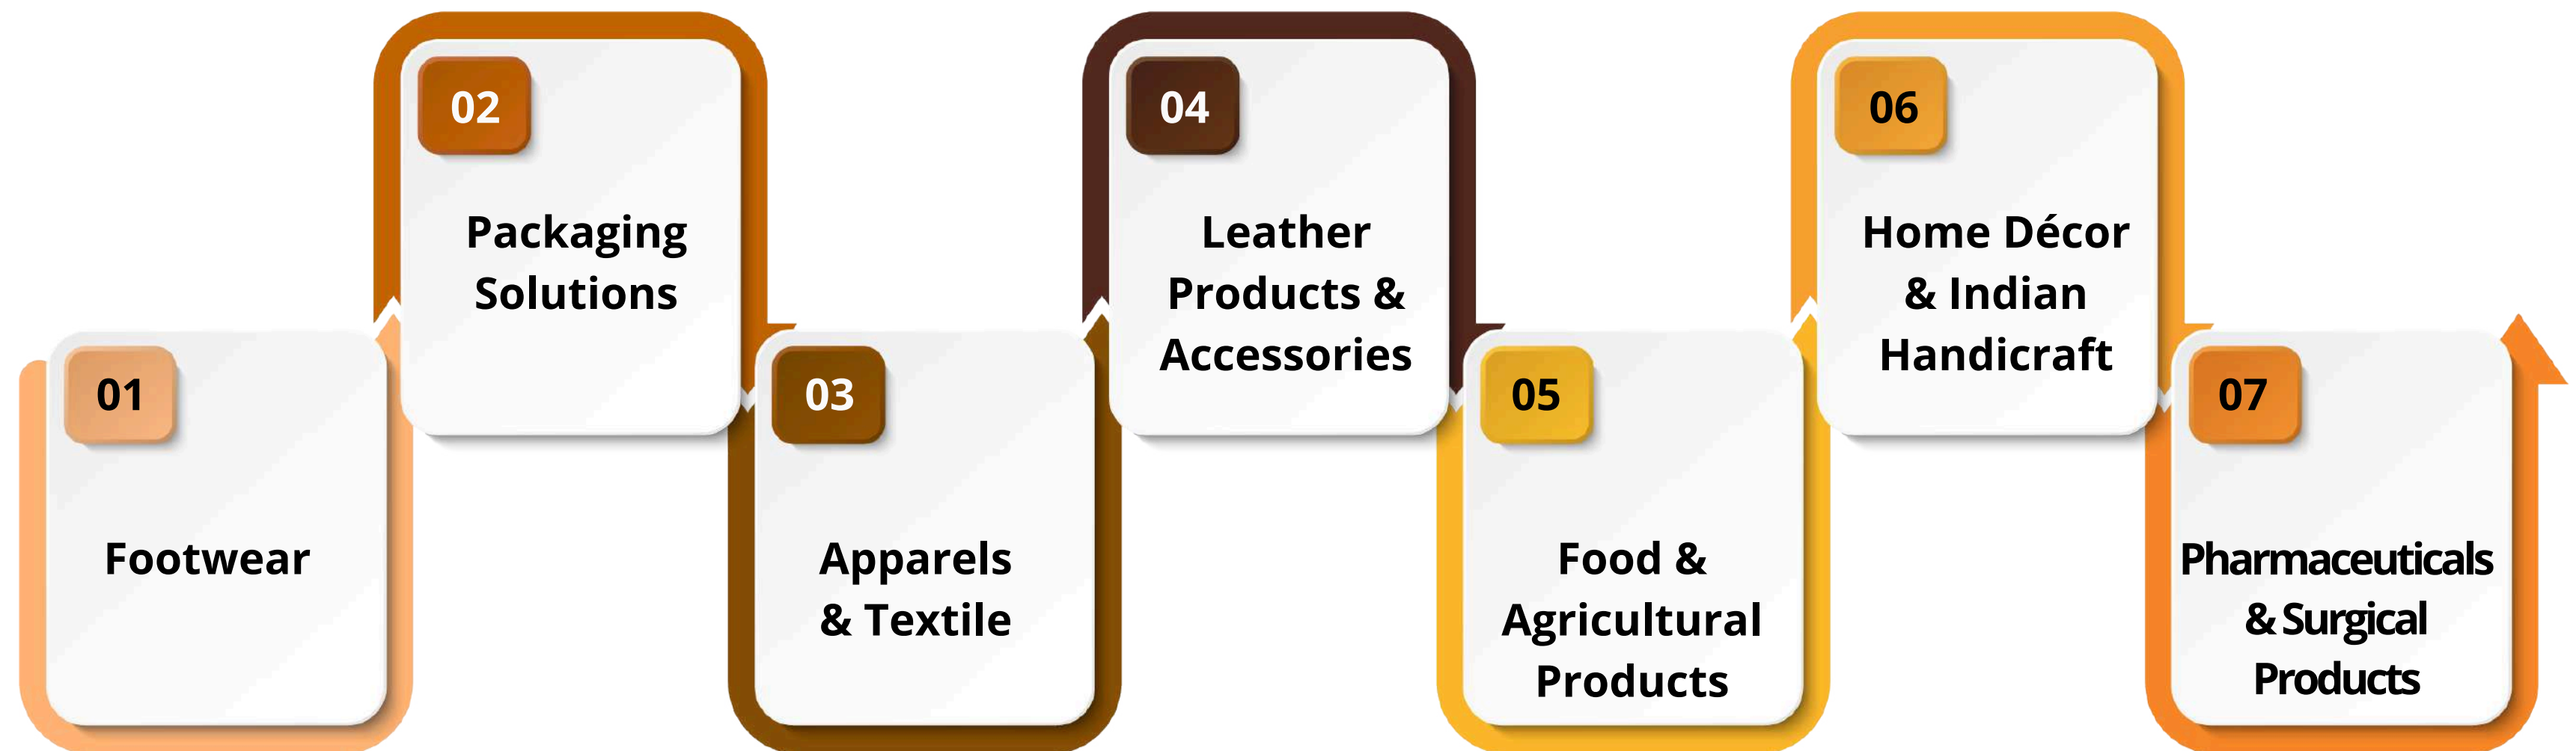 01
Footwear
02
Packaging
Solutions
03
Apparels
& Textile
04
Leather
Products &
Accessories
05
Food &
Agricultural
Products
06
Home Décor
& Indian
Handicraft
07
Pharmaceuticals
& Surgical
Products